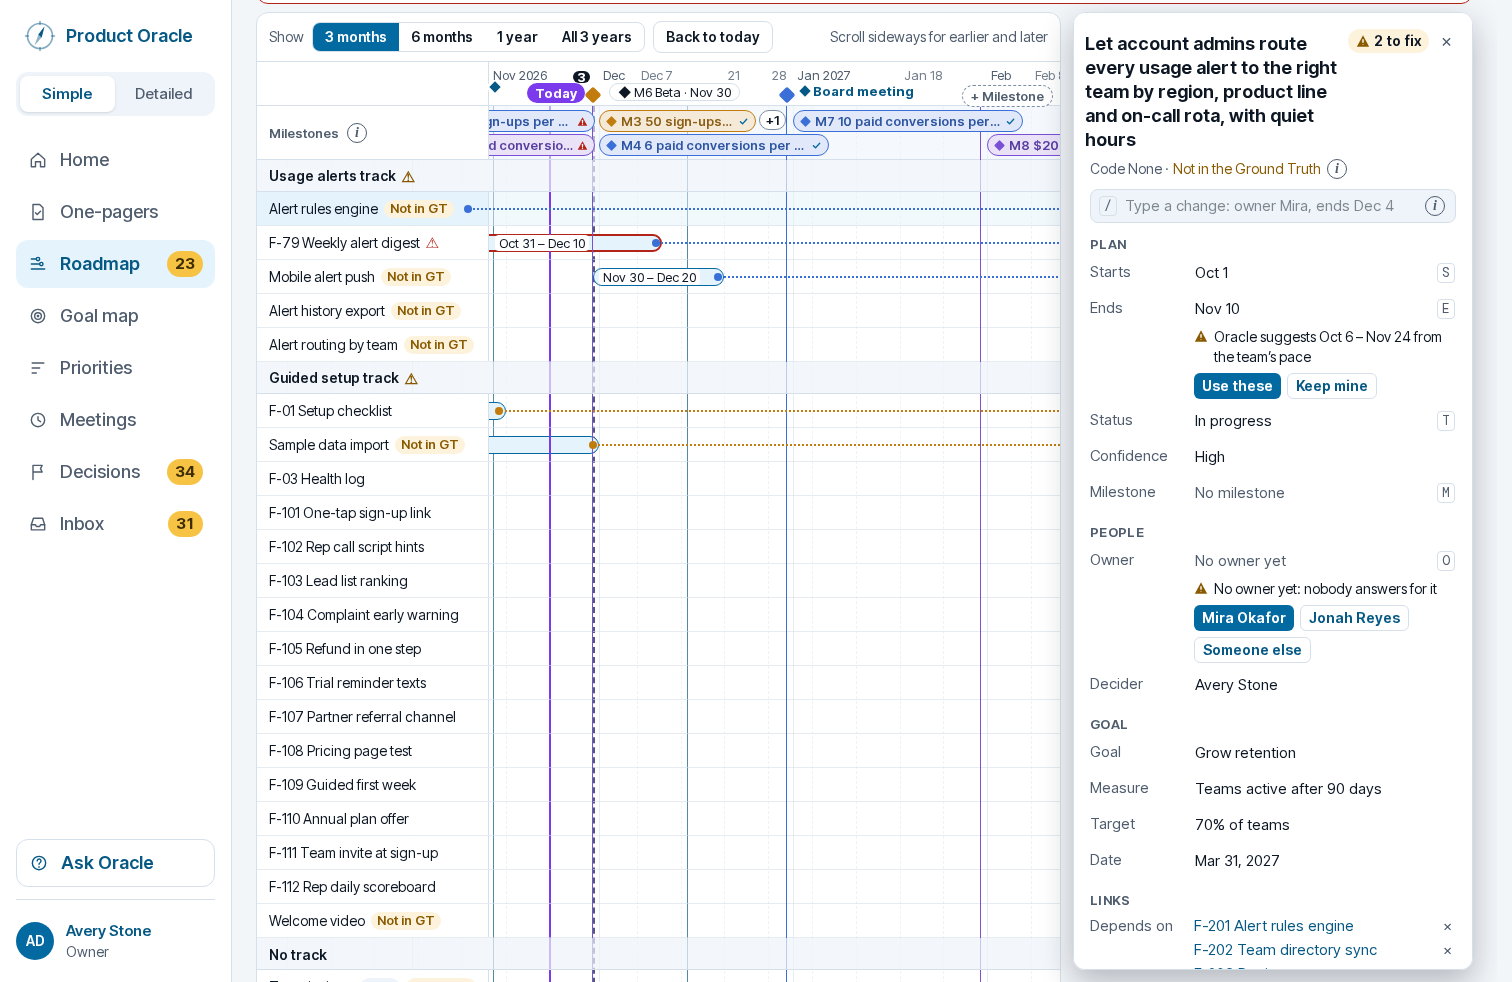 Product Oracle
Simple
Detailed
Home
One-pagers
Roadmap 23
Goal map
Priorities
Meetings
Decisions 34
Inbox 31
Ask Oracle
AD
Avery Stone
Owner
Show
3 months
6 months
1 year
All 3 years
Back to today
Scroll sideways for earlier and later
Nov 2026
3
Dec
Dec 7
21
28
Jan 2027
Jan 18
Feb
Feb
Today
M6 Beta · Nov 30
Board meeting
+ Milestone
Milestones i
gn-ups per ...
M3 50 sign-ups...
+1
M7 10 paid conversions per...
d conversio...
M4 6 paid conversions per ...
M8 $20
Usage alerts track
Alert rules engine Not in GT
F-79 Weekly alert digest
Oct 31 – Dec 10
Mobile alert push Not in GT
Nov 30 – Dec 20
Alert history export Not in GT
Alert routing by team Not in GT
Guided setup track
F-01 Setup checklist
Sample data import Not in GT
F-03 Health log
F-101 One-tap sign-up link
F-102 Rep call script hints
F-103 Lead list ranking
F-104 Complaint early warning
F-105 Refund in one step
F-106 Trial reminder texts
F-107 Partner referral channel
F-108 Pricing page test
F-109 Guided first week
F-110 Annual plan offer
F-111 Team invite at sign-up
F-112 Rep daily scoreboard
Welcome video Not in GT
No track
Let account admins route
every usage alert to the right
team by region, product line
and on-call rota, with quiet
hours
2 to fix
×
Code None · Not in the Ground Truth i
/ Type a change: owner Mira, ends Dec 4 i
PLAN
Starts Oct 1 S
Ends Nov 10 E
Oracle suggests Oct 6 – Nov 24 from
the team's pace
Use these
Keep mine
Status In progress T
Confidence High
Milestone No milestone M
PEOPLE
Owner No owner yet O
No owner yet: nobody answers for it
Mira Okafor
Jonah Reyes
Someone else
Decider Avery Stone
GOAL
Goal Grow retention
Measure Teams active after 90 days
Target 70% of teams
Date Mar 31, 2027
LINKS
Depends on F-201 Alert rules engine ×
F-202 Team directory sync ×